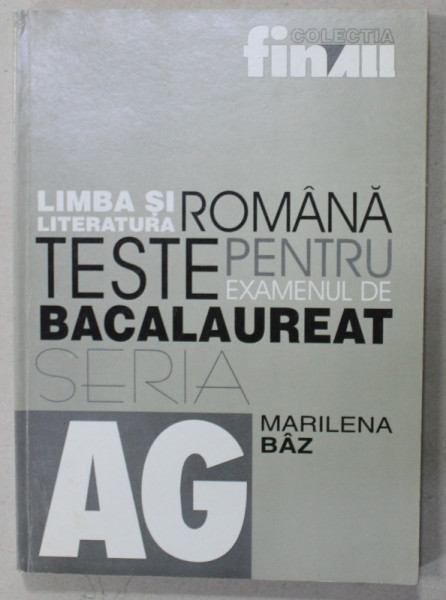 COLECTIA
finAll
LIMBA ȘI
LITERATURA ROMÂNĂ
TESTE PENTRU
EXAMENUL DE
BACALAUREAT
SERIA
AG
MARILENA
BÂZ